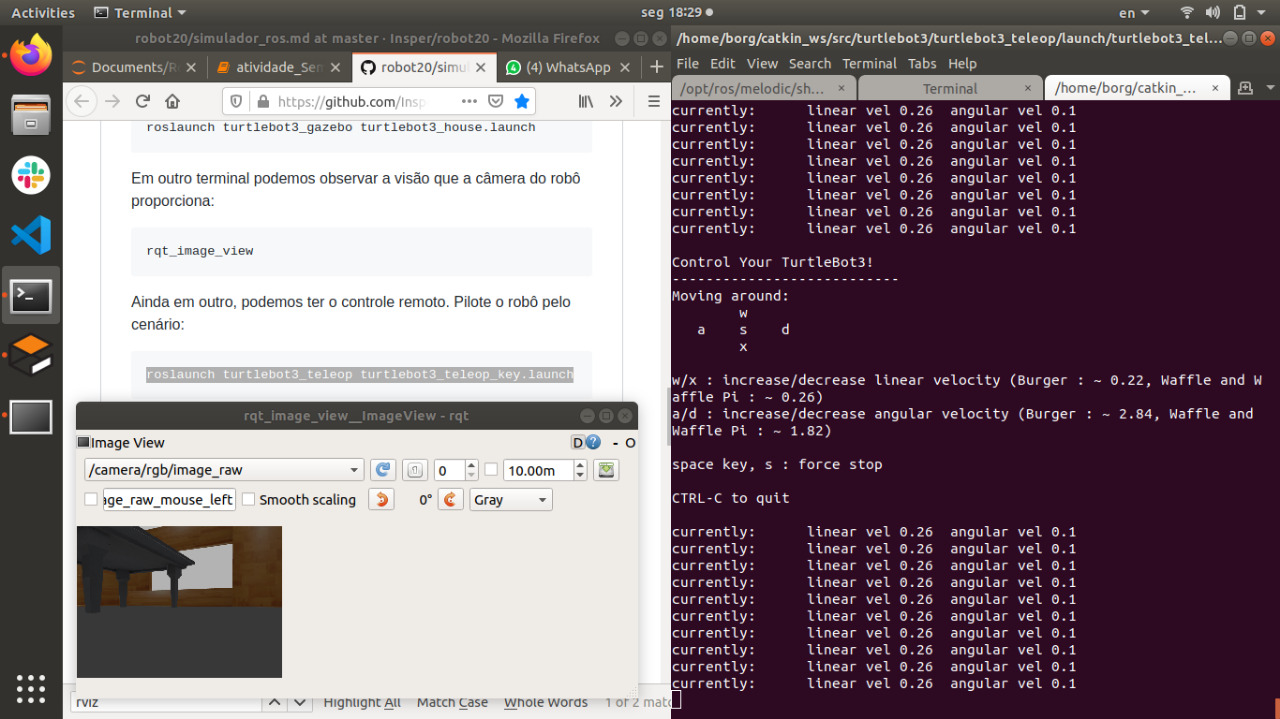 Activities
Terminal
seg 18:29
en
robot20/simulador_ros.md at master · Insper/robot20 - Mozilla Firefox
Documents/R
atividade_Sen
robot20/simul
(4) WhatsApp
https://github.com/Insp
roslaunch turtlebot3_gazebo turtlebot3_house.launch
Em outro terminal podemos observar a visão que a câmera do robô
proporciona:
rqt_image_view
Ainda em outro, podemos ter o controle remoto. Pilote o robô pelo
cenário:
roslaunch turtlebot3_teleop turtlebot3_teleop_key.launch
rqt_image_view__ImageView - rqt
Image View
D ? - O
/camera/rgb/image_raw
0
10.00m
age_raw_mouse_left
Smooth scaling
0°
Gray
rviz
Highlight All
Match Case
Whole Words
1 of 2 matc
/home/borg/catkin_ws/src/turtlebot3/turtlebot3_teleop/launch/turtlebot3_tel...
File Edit View Search Terminal Tabs Help
/opt/ros/melodic/sh...
Terminal
/home/borg/catkin_...
currently: linear vel 0.26 angular vel 0.1
currently: linear vel 0.26 angular vel 0.1
currently: linear vel 0.26 angular vel 0.1
currently: linear vel 0.26 angular vel 0.1
currently: linear vel 0.26 angular vel 0.1
currently: linear vel 0.26 angular vel 0.1
currently: linear vel 0.26 angular vel 0.1
currently: linear vel 0.26 angular vel 0.1
Control Your TurtleBot3!
---------------------------
Moving around:
w
a s d
x
w/x : increase/decrease linear velocity (Burger : ~ 0.22, Waffle and W
affle Pi : ~ 0.26)
a/d : increase/decrease angular velocity (Burger : ~ 2.84, Waffle and
Waffle Pi : ~ 1.82)
space key, s : force stop
CTRL-C to quit
currently: linear vel 0.26 angular vel 0.1
currently: linear vel 0.26 angular vel 0.1
currently: linear vel 0.26 angular vel 0.1
currently: linear vel 0.26 angular vel 0.1
currently: linear vel 0.26 angular vel 0.1
currently: linear vel 0.26 angular vel 0.1
currently: linear vel 0.26 angular vel 0.1
currently: linear vel 0.26 angular vel 0.1
currently: linear vel 0.26 angular vel 0.1
currently: linear vel 0.26 angular vel 0.1